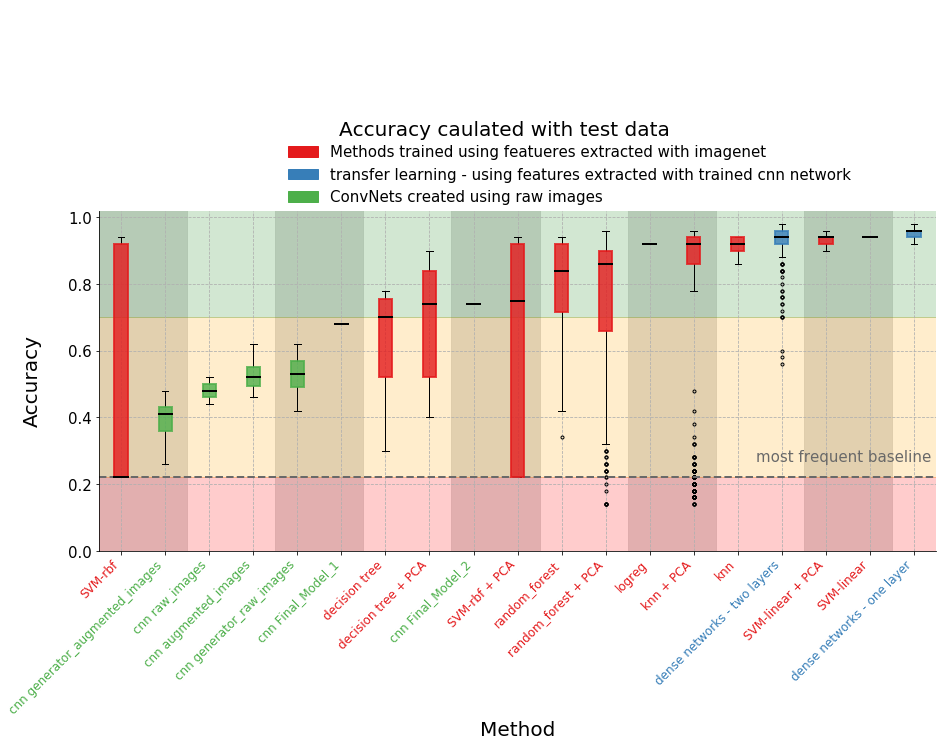 Accuracy caulated with test data
Methods trained using featueres extracted with imagenet
transfer learning - using features extracted with trained cnn network
ConvNets created using raw images
1.0
0.8
0.6
0.4
0.2
0.0
Accuracy
most frequent baseline
SVM-rbf
cnn generator_augmented_images
cnn raw_images
cnn augmented_images
cnn generator_raw_images
cnn Final_Model_1
decision tree
decision tree + PCA
cnn Final_Model_2
SVM-rbf + PCA
random_forest
random_forest + PCA
logreg
knn + PCA
knn
dense networks - two layers
SVM-linear + PCA
SVM-linear
dense networks - one layer
Method